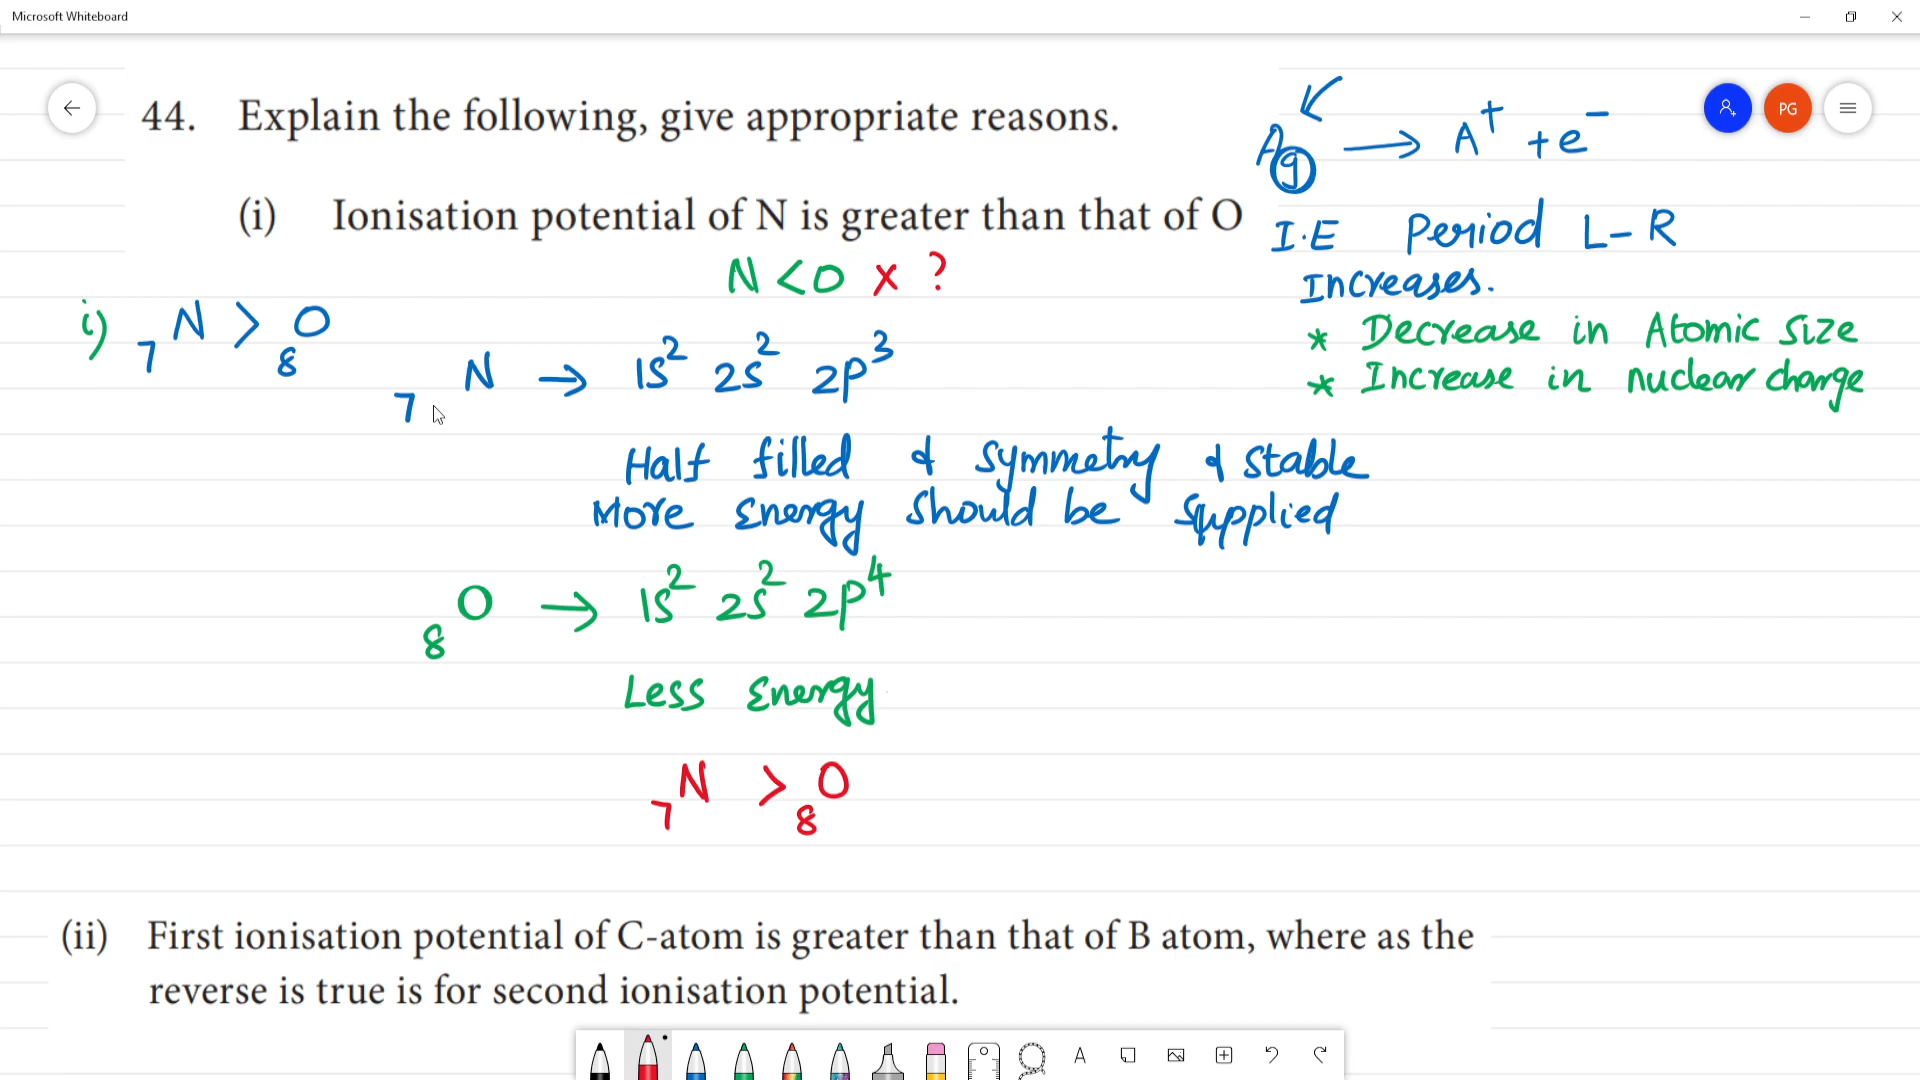 Microsoft Whiteboard
44. Explain the following, give appropriate reasons.
A(g) → A⁺ + e⁻
PG
(i) Ionisation potential of N is greater than that of O
I.E Period L-R
Increases.
N < O x ?
* Decrease in Atomic Size
* Increase in nuclear charge
i) ₇N > ₈O
₇N → 1S² 2S² 2P³
Half filled & Symmetry & Stable
More Energy Should be Supplied
₈O → 1S² 2S² 2P⁴
Less Energy
₇N > ₈O
(ii) First ionisation potential of C-atom is greater than that of B atom, where as the
reverse is true is for second ionisation potential.
A